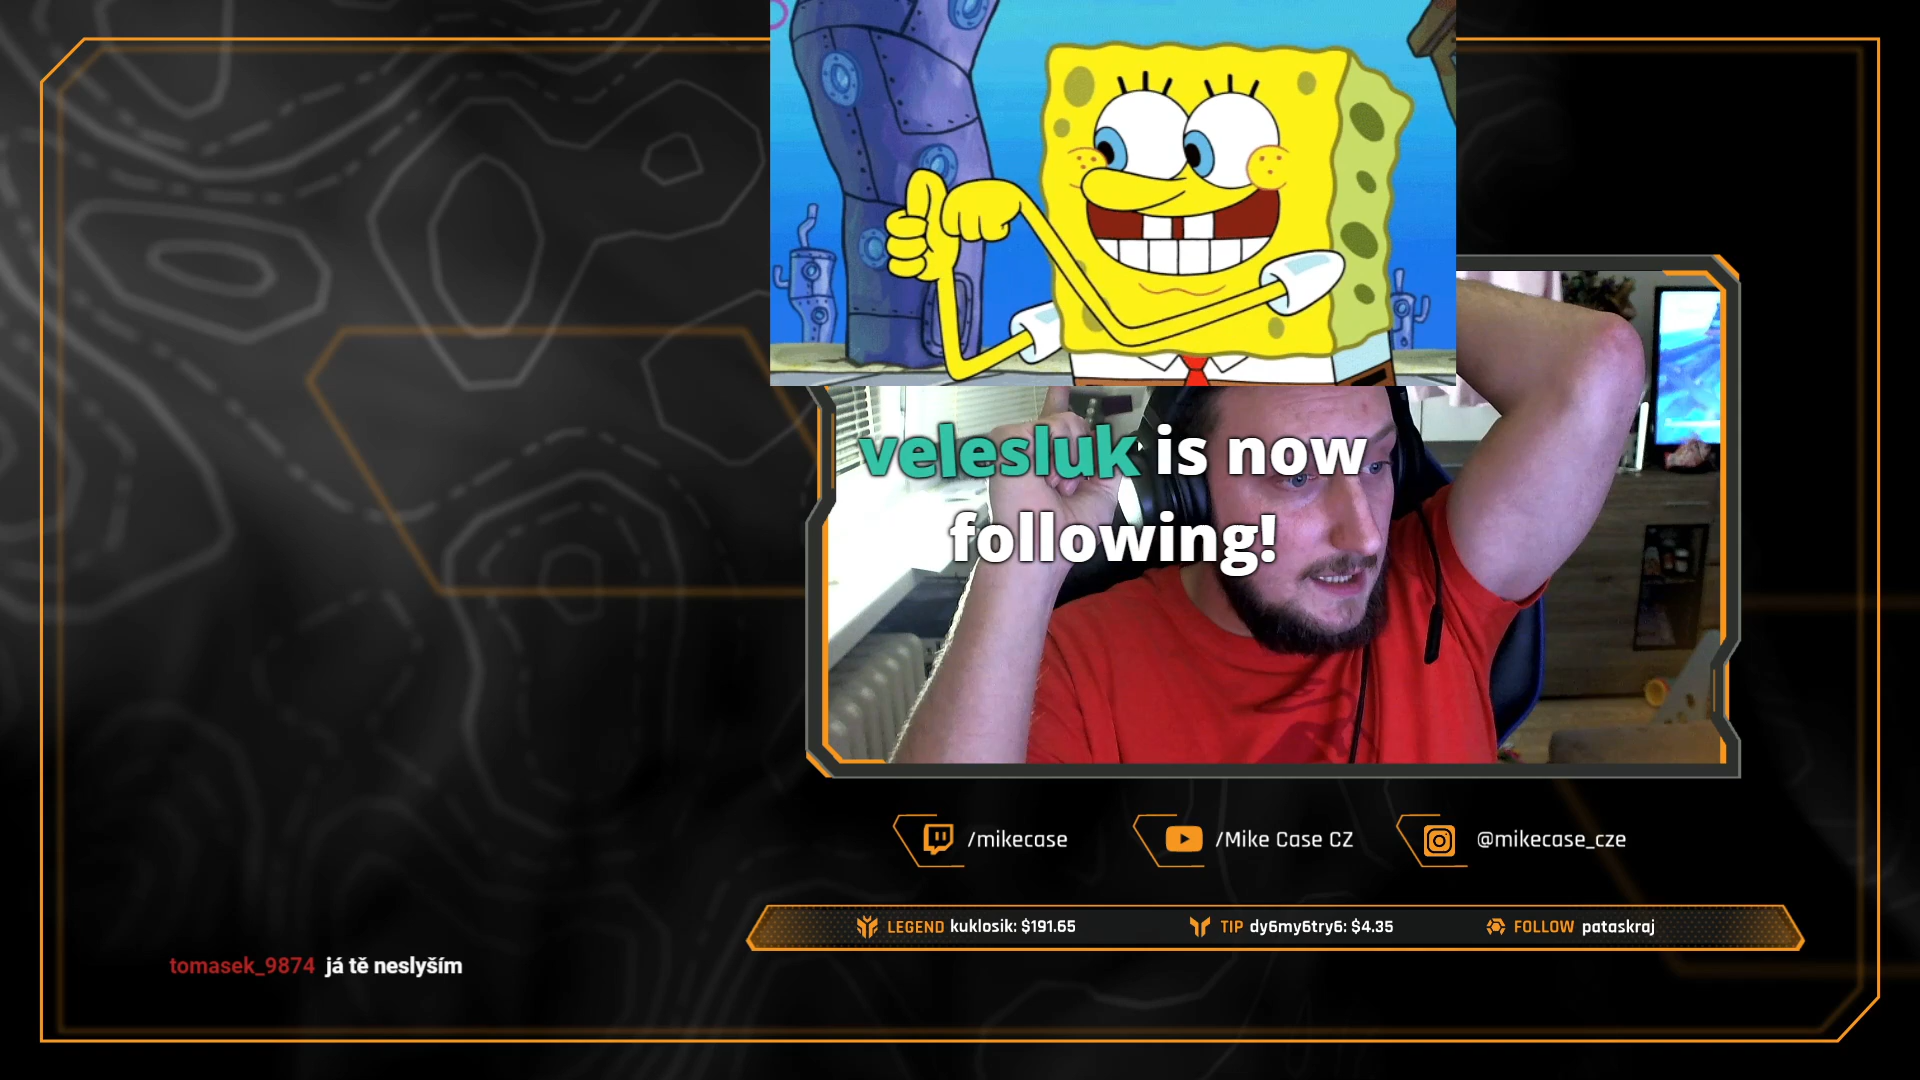 velesluk is now
following!
/mikecase
/Mike Case CZ
@mikecase_cze
LEGEND kuklosik: $191.65
TIP dy6my6try6: $4.35
FOLLOW pataskraj
tomasek_9874 já tě neslyším